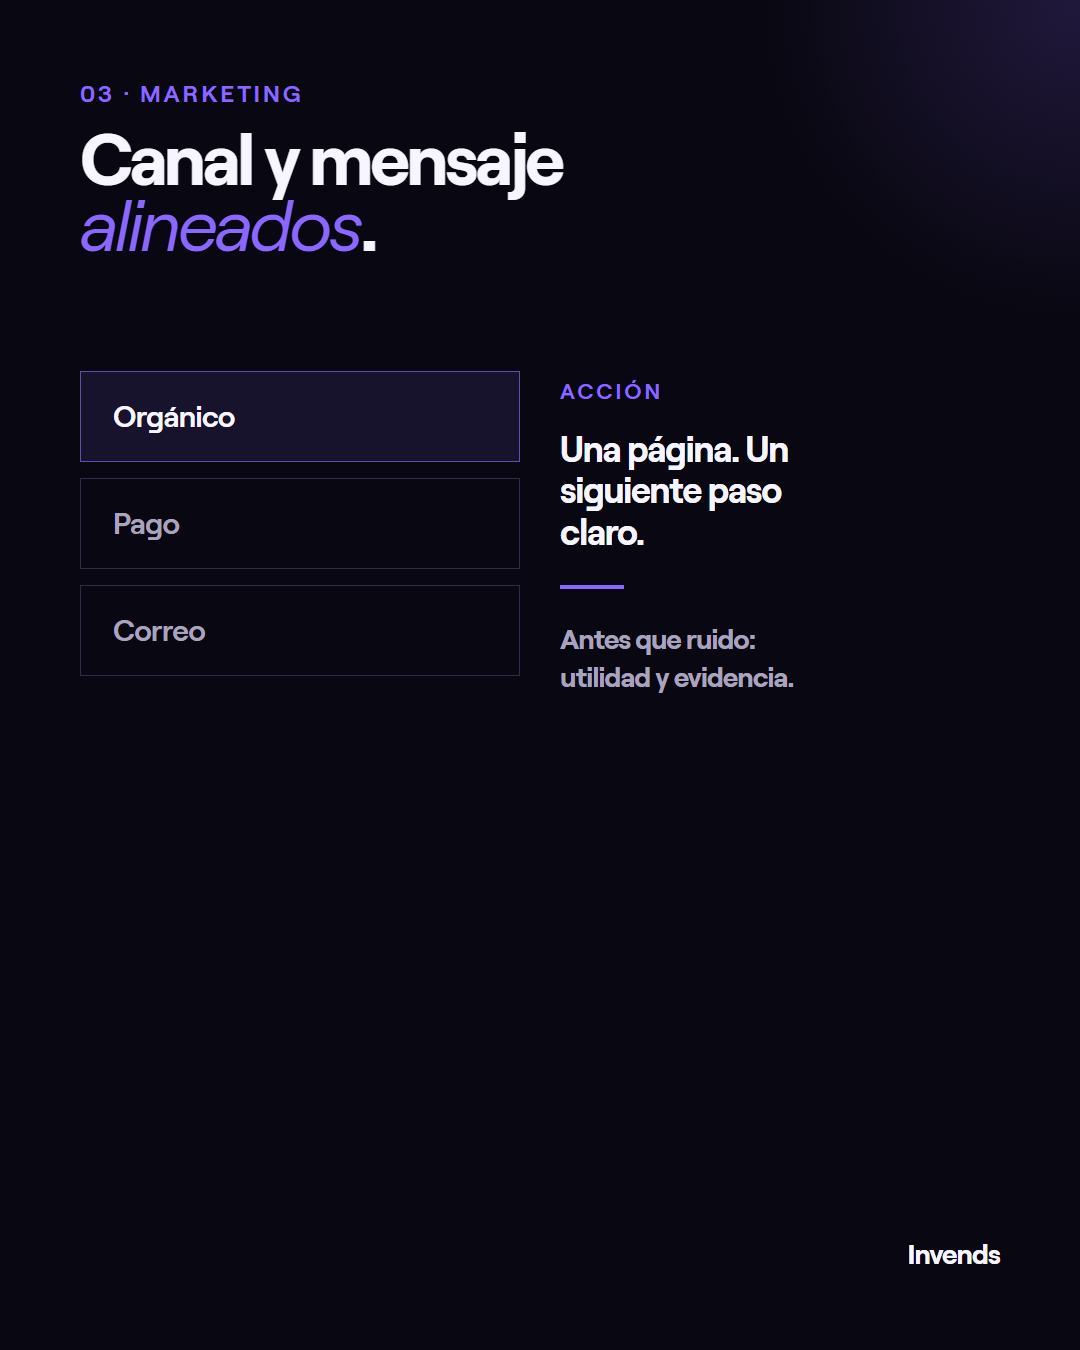 03 · MARKETING
Canal y mensaje
alineados.
Orgánico
Pago
Correo
ACCIÓN
Una página. Un
siguiente paso
claro.
Antes que ruido:
utilidad y evidencia.
Invends